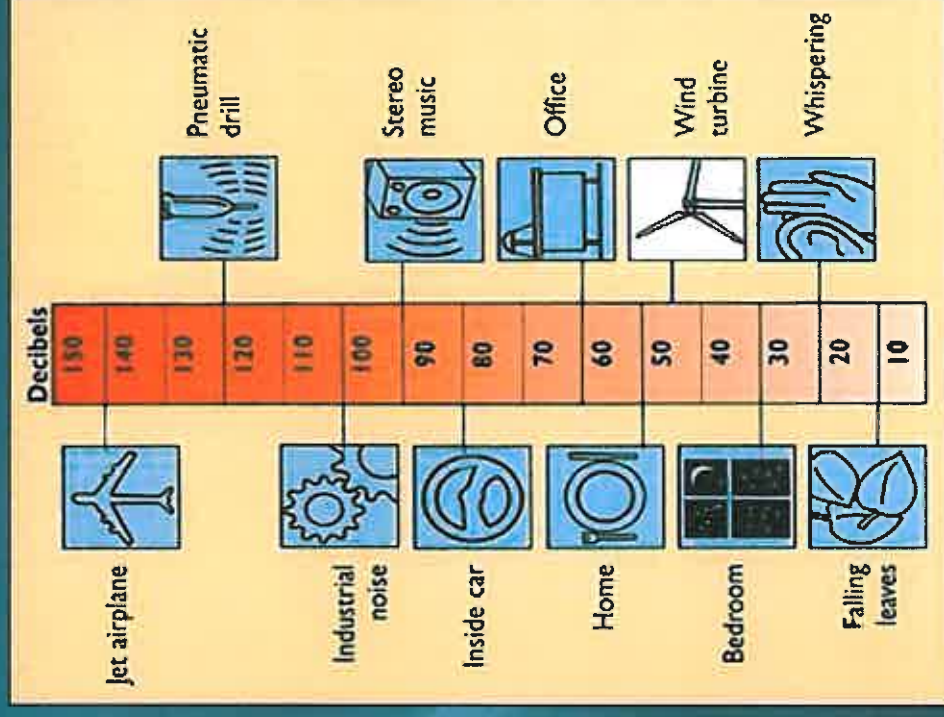 Decibels
150
140
130
120
110
100
90
80
70
60
50
40
30
20
10
Jet airplane
Industrial
noise
Inside car
Home
Bedroom
Falling
leaves
Pneumatic
drill
Stereo
music
Office
Wind
turbine
Whispering